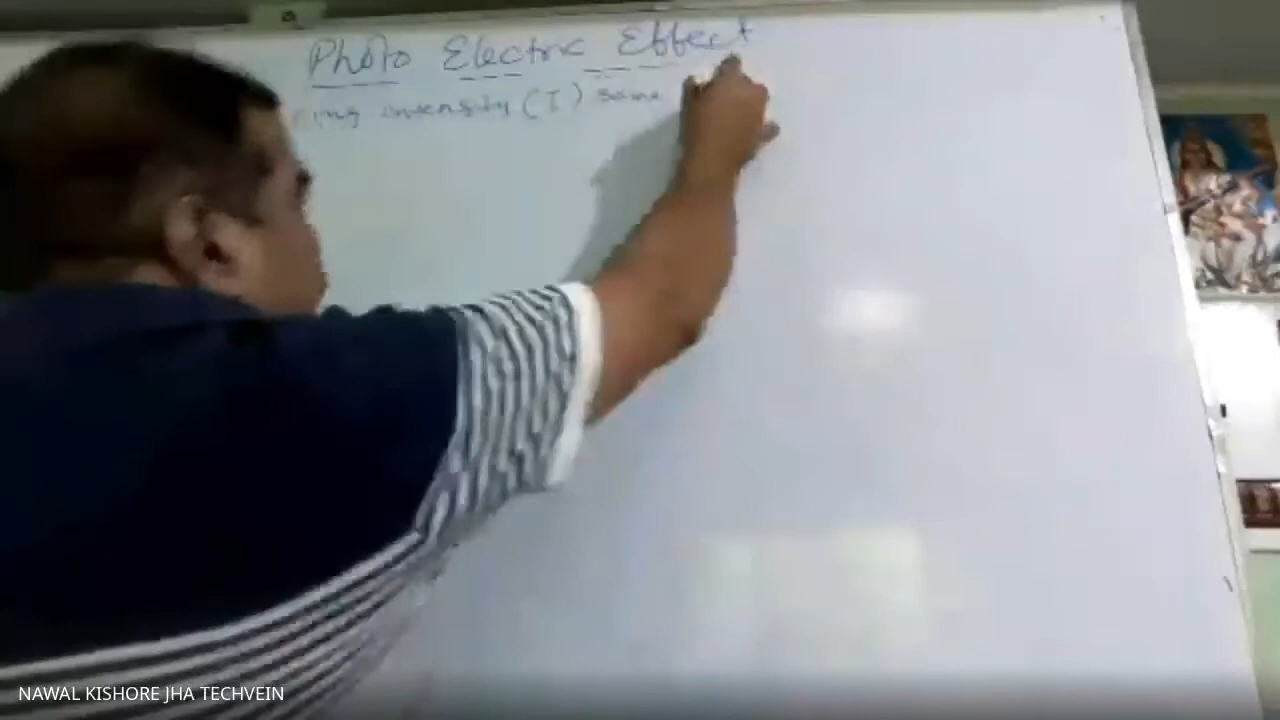 Photo Electric Effect
intensity (I) same
NAWAL KISHORE JHA TECHVEIN